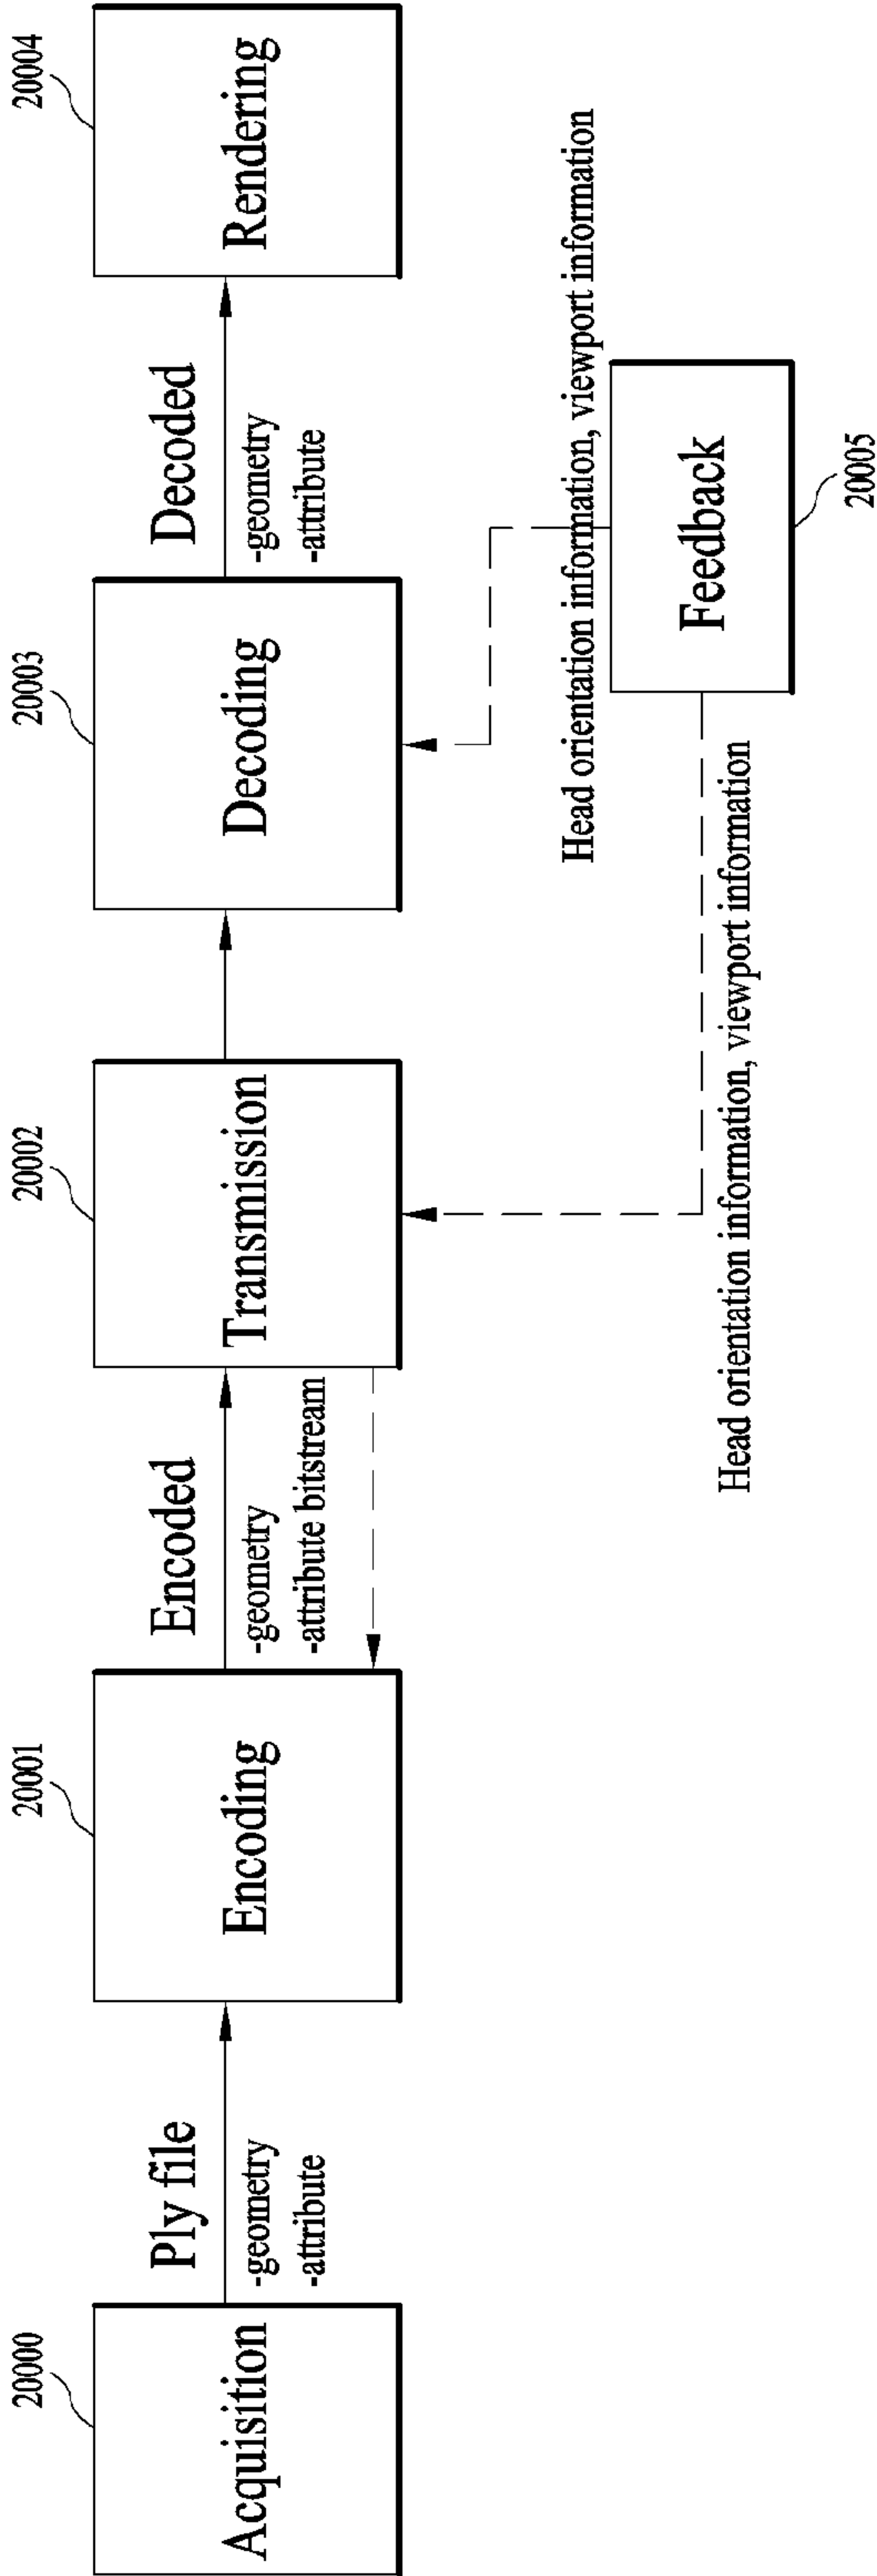 20000
Acquisition
Ply file
-geometry
-attribute
20001
Encoding
Encoded
-geometry
-attribute bitstream
20002
Transmission
20003
Decoding
Decoded
-geometry
-attribute
20004
Rendering
Head orientation information, viewport information
Feedback
20005
Head orientation information, viewport information